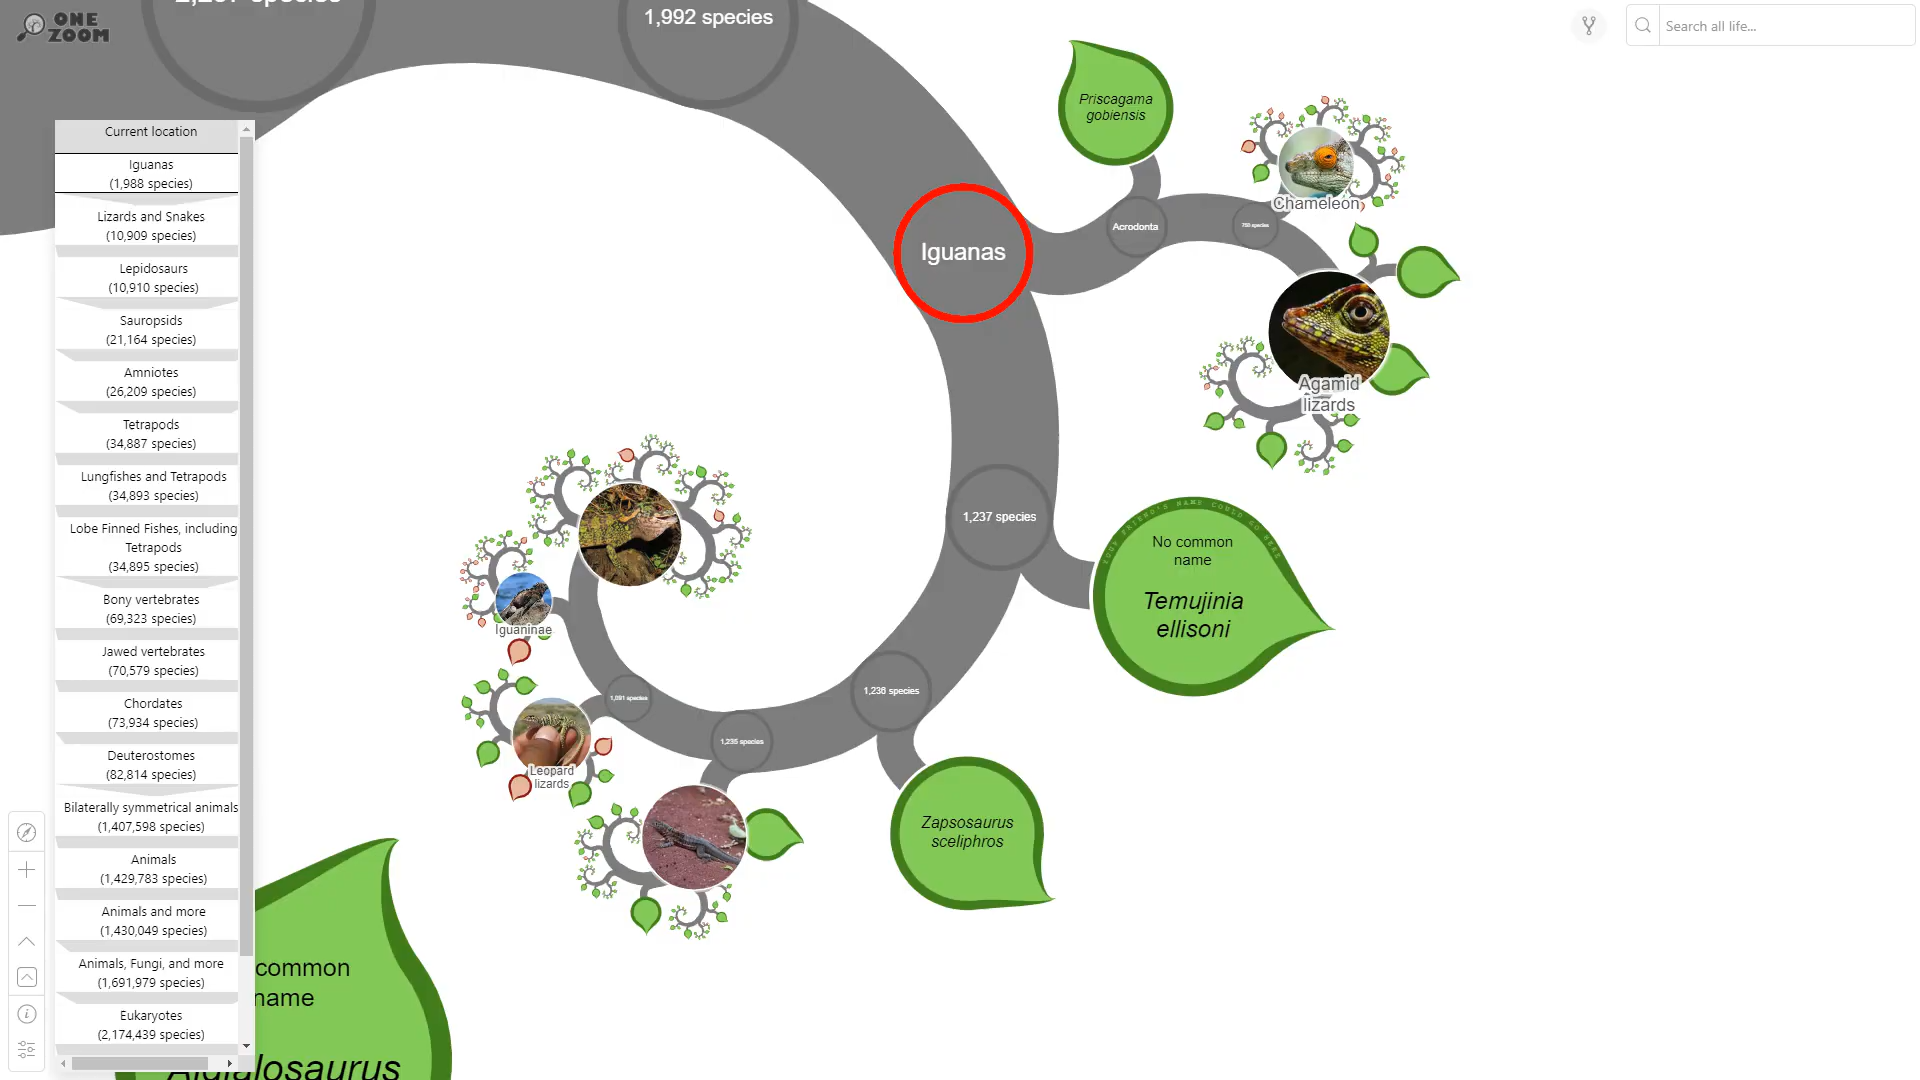 ONE
ZOOM
1,992 species
Search all life...
Current location
Iguanas
(1,988 species)
Lizards and Snakes
(10,909 species)
Lepidosaurs
(10,910 species)
Sauropsids
(21,164 species)
Amniotes
(26,209 species)
Tetrapods
(34,887 species)
Lungfishes and Tetrapods
(34,893 species)
Lobe Finned Fishes, including
Tetrapods
(34,895 species)
Bony vertebrates
(69,323 species)
Jawed vertebrates
(70,579 species)
Chordates
(73,934 species)
Deuterostomes
(82,814 species)
Bilaterally symmetrical animals
(1,407,598 species)
Animals
(1,429,783 species)
Animals and more
(1,430,049 species)
Animals, Fungi, and more
(1,691,979 species)
Eukaryotes
(2,174,439 species)
Priscagama
gobiensis
Chameleon
Acrodonta
Iguanas
Agamid
lizards
1,237 species
No common
name
Temujinia
ellisoni
Iguaninae
1,236 species
1,091 species
1,235 species
Leopard
lizards
Zapsosaurus
sceliphros
common
name